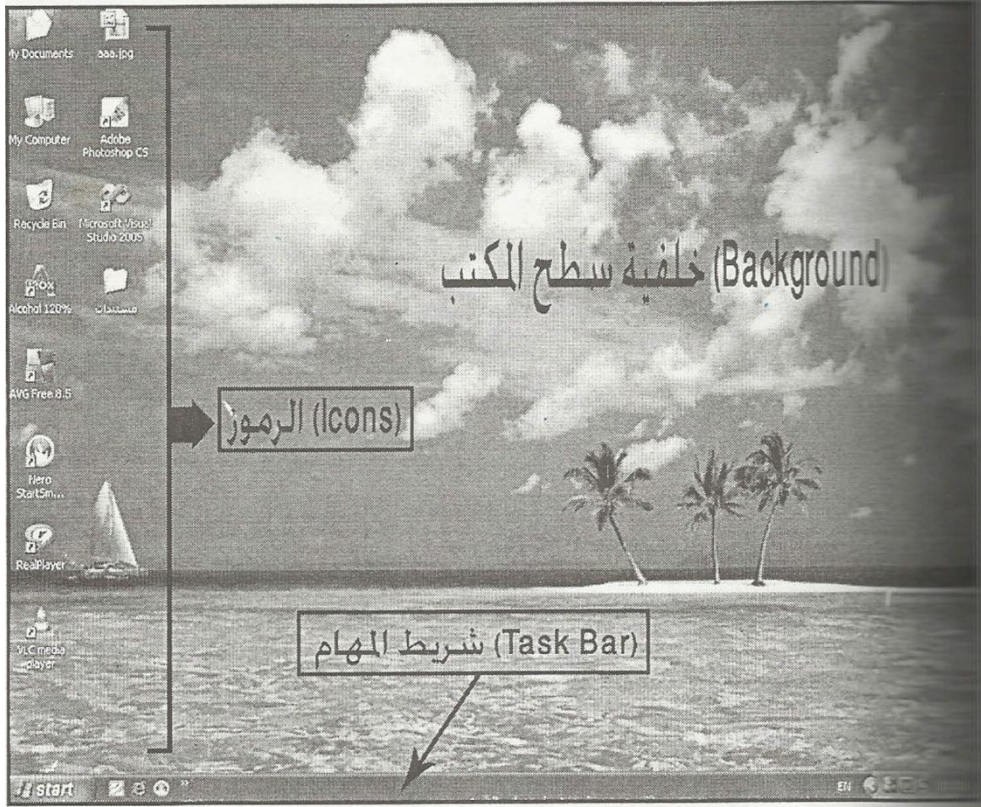 My Documents
aaa.jpg
My Computer
Adobe
Photoshop CS
Recycle Bin
Microsoft Visual
Studio 2005
Alcohol 120%
مستندات
AVG Free 8.5
Nero
StartSm...
RealPlayer
VLC media
player
(Background) خلفية سطح المكتب
(Icons) الرموز
(Task Bar) شريط المهام
start
EN